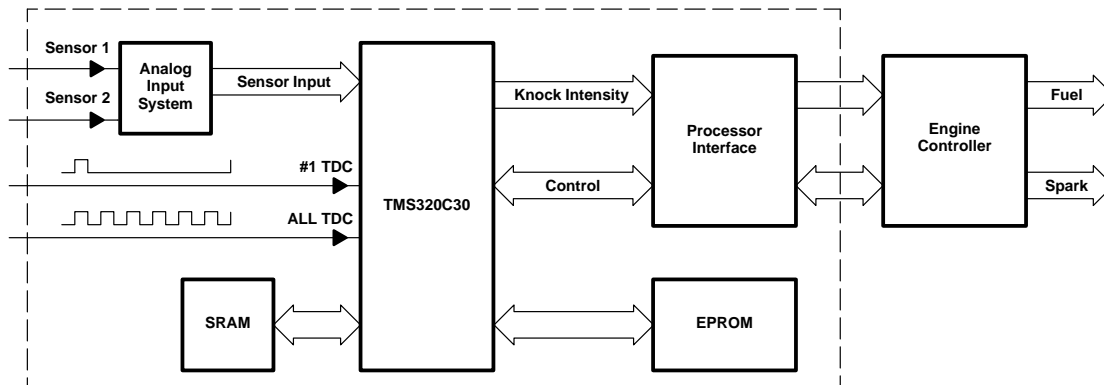 Sensor 1
Analog
Input
System
Sensor 2
Sensor Input
#1 TDC
ALL TDC
TMS320C30
Knock Intensity
Control
Processor
Interface
Engine
Controller
Fuel
Spark
SRAM
EPROM